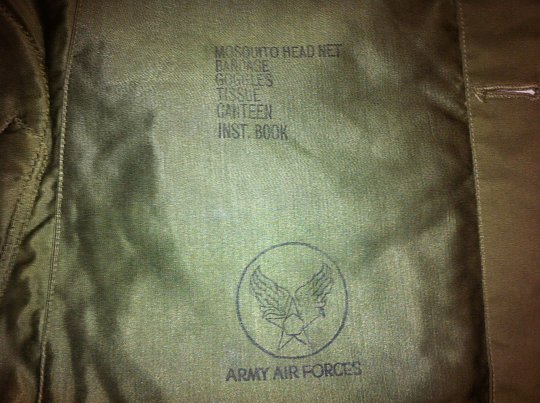 MOSQUITO HEAD NET
BANDAGE
GOGGLES
TISSUE
CANTEEN
INST. BOOK
ARMY AIR FORCES